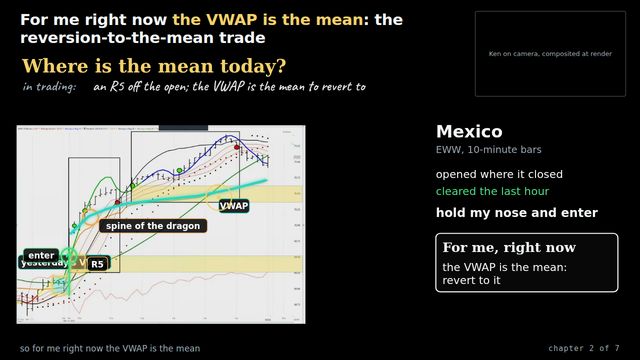 For me right now the VWAP is the mean: the
reversion-to-the-mean trade
Where is the mean today?
in trading: an R5 off the open; the VWAP is the mean to revert to
Ken on camera, composited at render
VWAP
spine of the dragon
enter
yesterday's V
R5
Mexico
EWW, 10-minute bars
opened where it closed
cleared the last hour
hold my nose and enter
For me, right now
the VWAP is the mean:
revert to it
so for me right now the VWAP is the mean
chapter 2 of 7